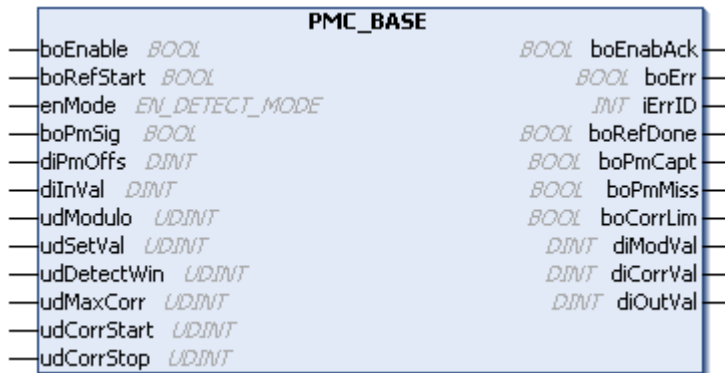 PMC_BASE
boEnable BOOL BOOL boEnabAck
boRefStart BOOL BOOL boErr
enMode EN_DETECT_MODE INT iErrID
boPmSig BOOL BOOL boRefDone
diPmOffs DINT BOOL boPmCapt
diInVal DINT BOOL boPmMiss
udModulo UDINT BOOL boCorrLim
udSetVal UDINT DINT diModVal
udDetectWin UDINT DINT diCorrVal
udMaxCorr UDINT DINT diOutVal
udCorrStart UDINT
udCorrStop UDINT